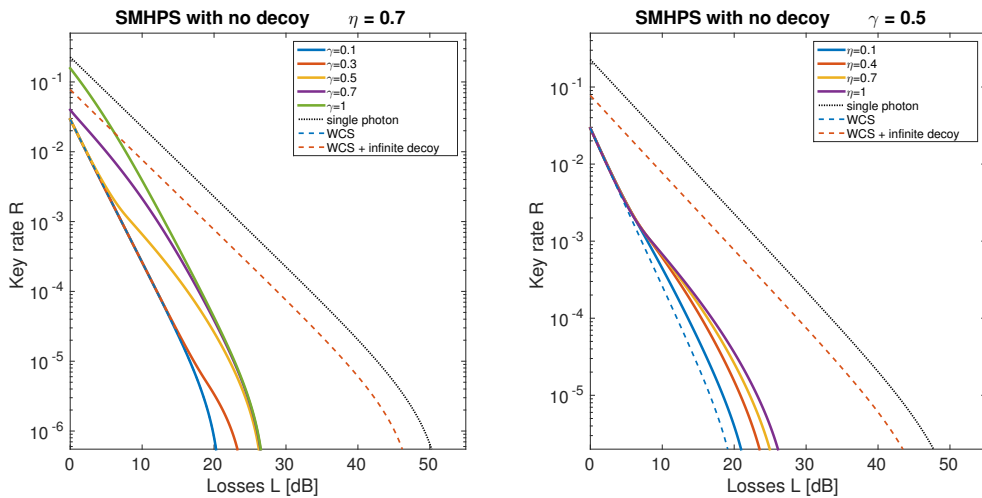 SMHPS with no decoy η = 0.7
γ=0.1
γ=0.3
γ=0.5
γ=0.7
γ=1
single photon
WCS
WCS + infinite decoy
10⁻¹
10⁻²
10⁻³
10⁻⁴
10⁻⁵
10⁻⁶
Key rate R
0 10 20 30 40 50
Losses L [dB]
SMHPS with no decoy γ = 0.5
η=0.1
η=0.4
η=0.7
η=1
single photon
WCS
WCS + infinite decoy
10⁻¹
10⁻²
10⁻³
10⁻⁴
10⁻⁵
Key rate R
0 10 20 30 40 50
Losses L [dB]